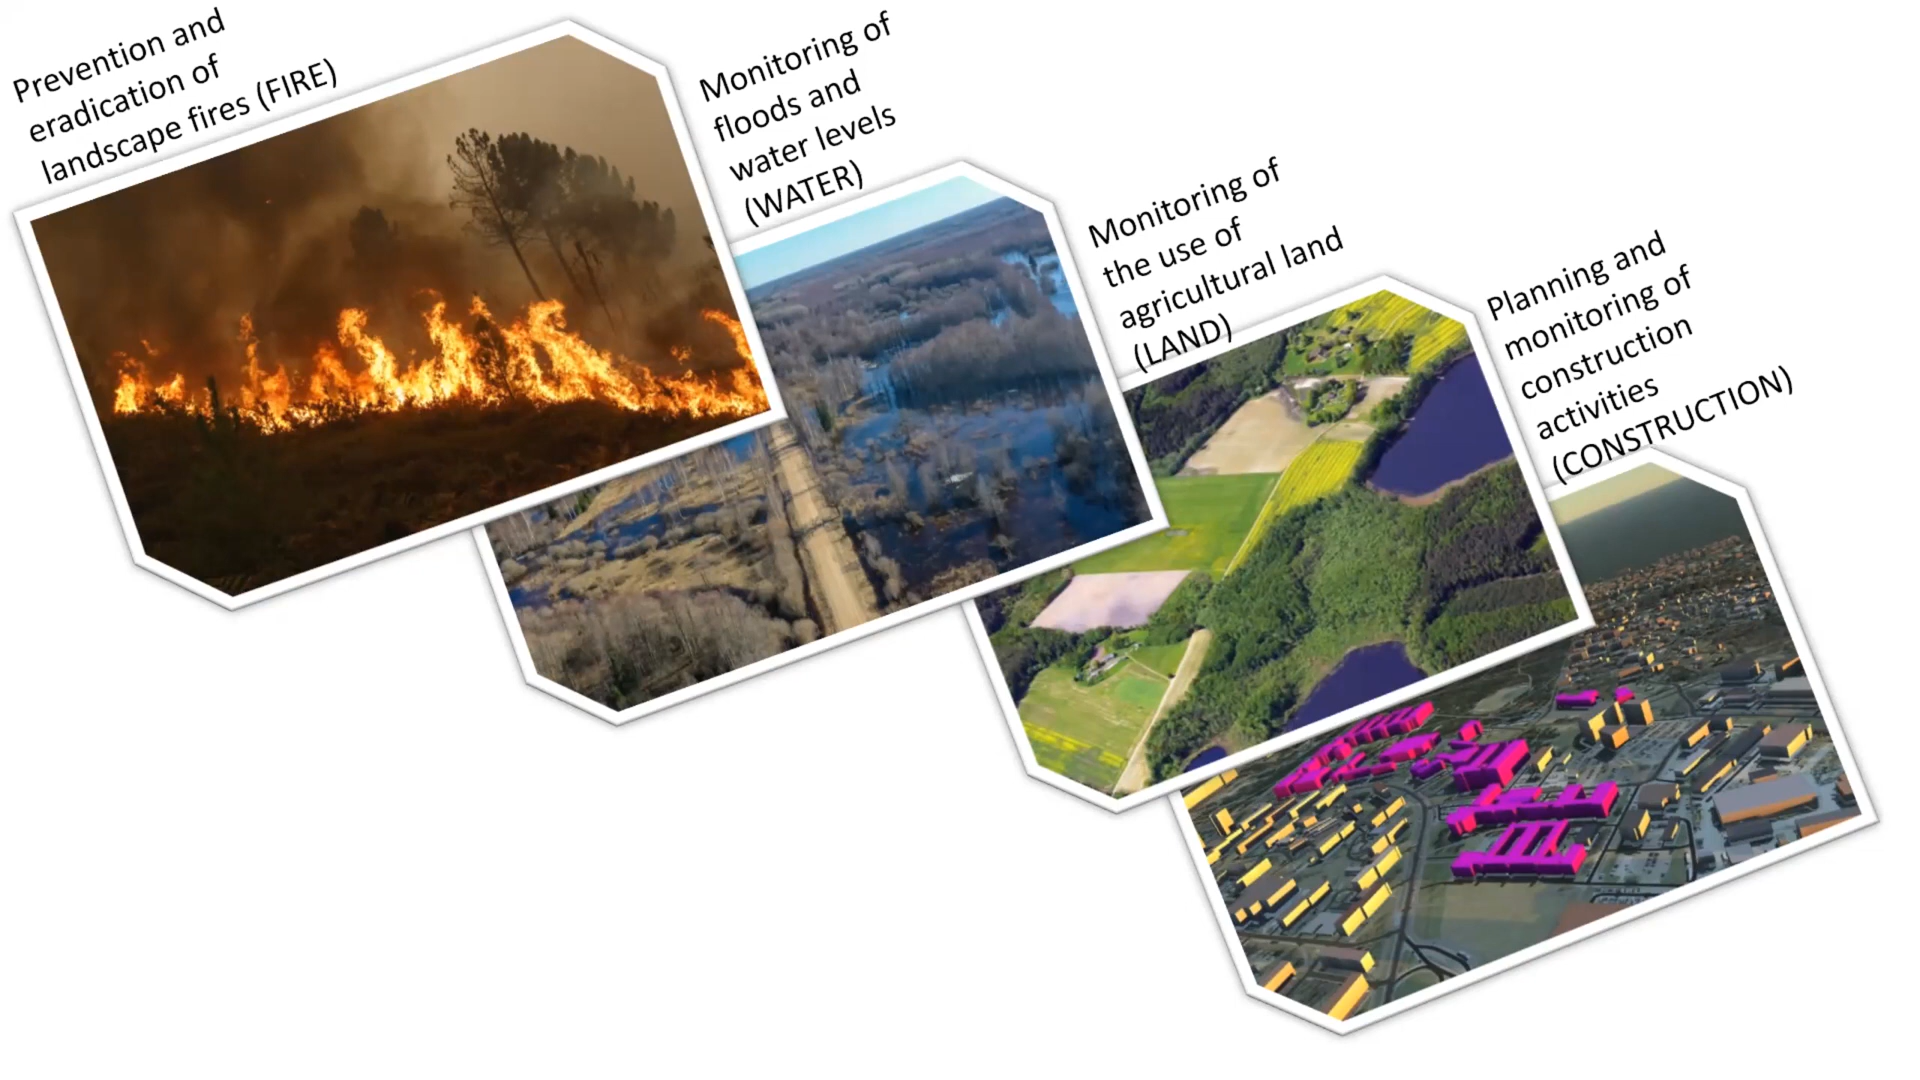 Prevention and
eradication of
landscape fires (FIRE)
Monitoring of
floods and
water levels
(WATER)
Monitoring of
the use of
agricultural land
(LAND)
Planning and
monitoring of
construction
activities
(CONSTRUCTION)